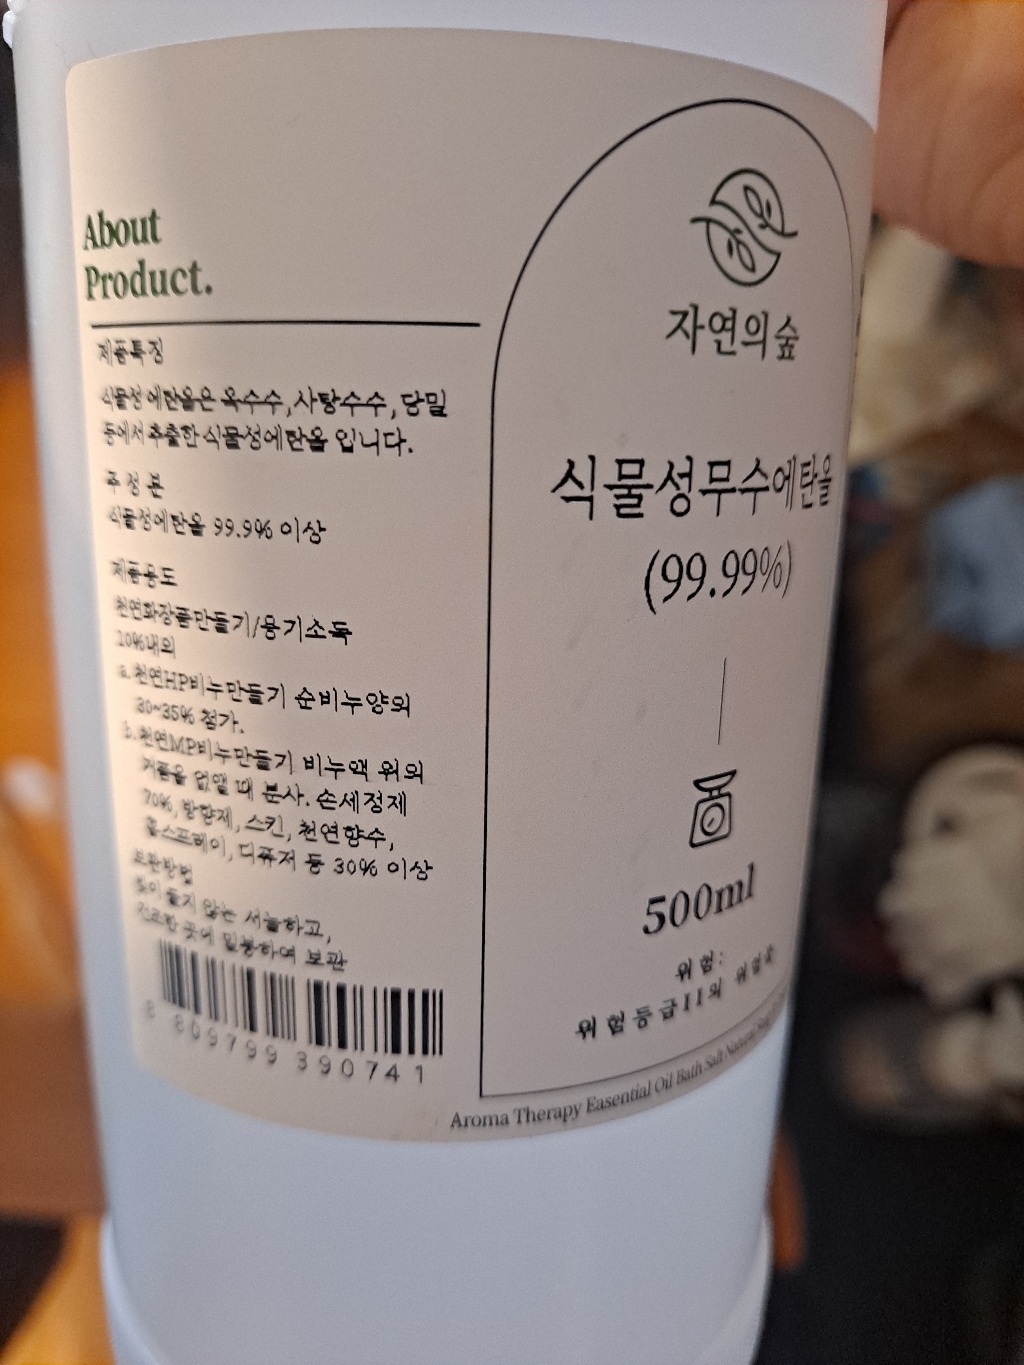 About
Product.
제품특징
식물성에탄올은 옥수수,사탕수수,당밀
등에서 추출한 식물성에탄올 입니다.
주 정 분
식물정에탄올 99.9% 이상
제품용도
천연화장품만들기/용기소독
20%내외
a.천연HP비누만들기 순비누양의
30~35% 첨가.
b.천연MP비누만들기 비누액 위의
거품을 없앨 때 분사. 손세정제
70%, 방향제, 스킨, 천연향수,
룸스프레이, 디퓨저 등 30% 이상
보관방법
빛이 들지 않는 서늘하고,
건조한 곳에 밀봉하여 보관
8 809799 390741
자연의숲
식물성무수에탄올
(99.99%)
500ml
위험:
위험등급II의
Aroma Therapy Easential Oil Bath Salt Natural